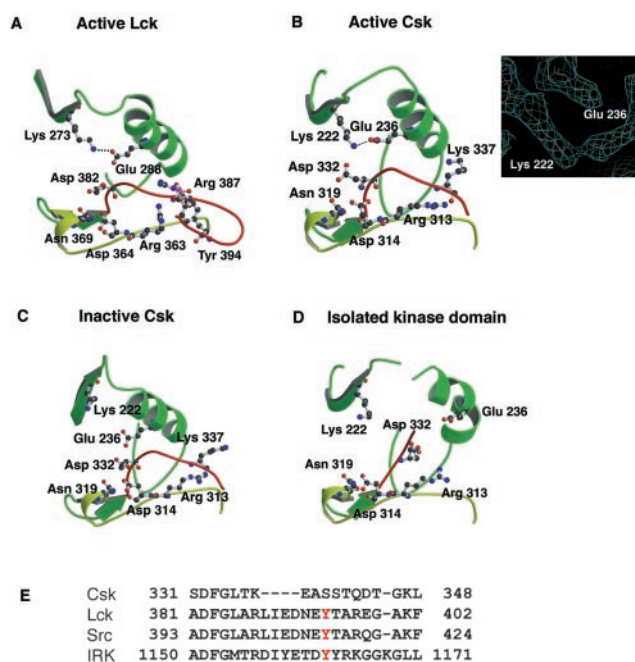 A Active Lck
Lys 273
Glu 288
Asp 382
Arg 387
Asn 369
Asp 364
Arg 363
Tyr 394
B Active Csk
Lys 222
Glu 236
Asp 332
Lys 337
Asn 319
Arg 313
Asp 314
Glu 236
Lys 222
C Inactive Csk
Lys 222
Glu 236
Lys 337
Asp 332
Asn 319
Arg 313
Asp 314
D Isolated kinase domain
Lys 222
Asp 332
Glu 236
Asn 319
Arg 313
Asp 314
E
Csk 331 SDFGLTK----EASSTQDT-GKL 348
Lck 381 ADFGLARLIEDNEYTAREG-AKF 402
Src 393 ADFGLARLIEDNEYTARQG-AKF 424
IRK 1150 ADFGMTRDIYETDYYRKGGKGLL 1171